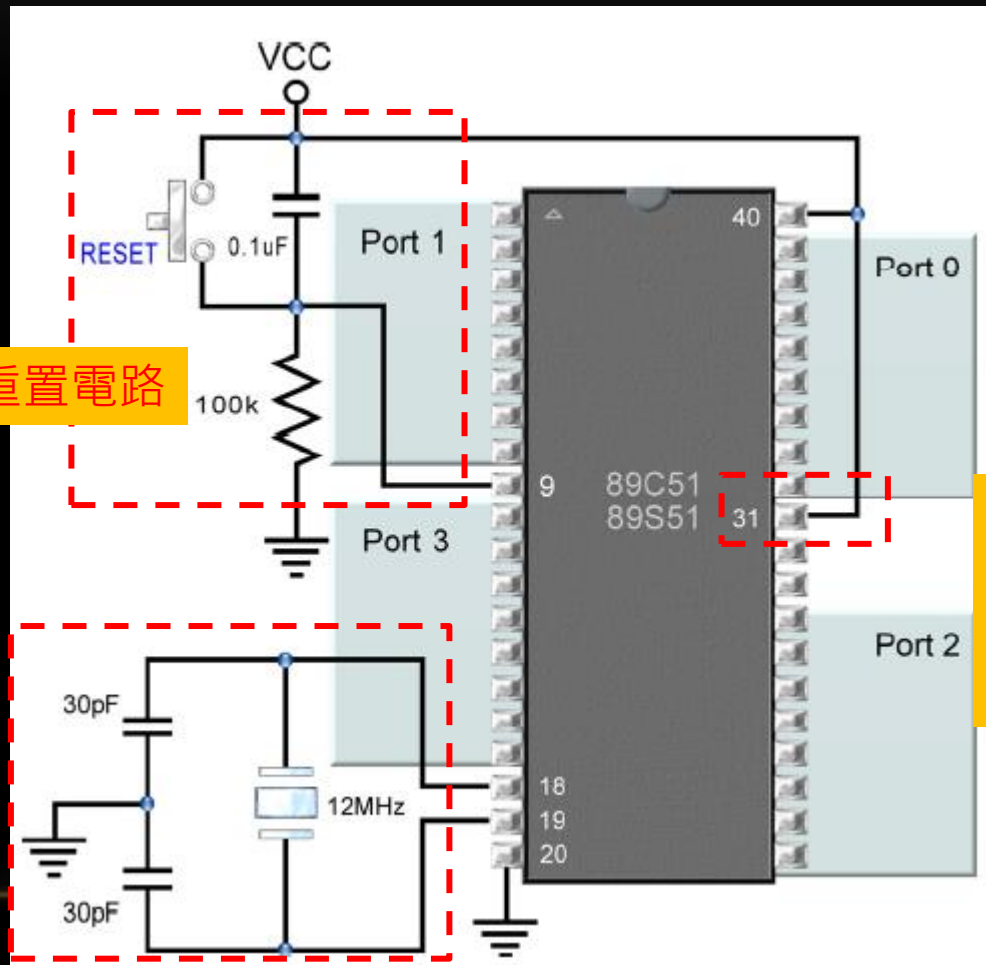 VCC
RESET
0.1uF
Port 1
40
Port 0
重置電路
100k
9
89C51
89S51
31
Port 3
Port 2
30pF
12MHz
18
19
20
30pF